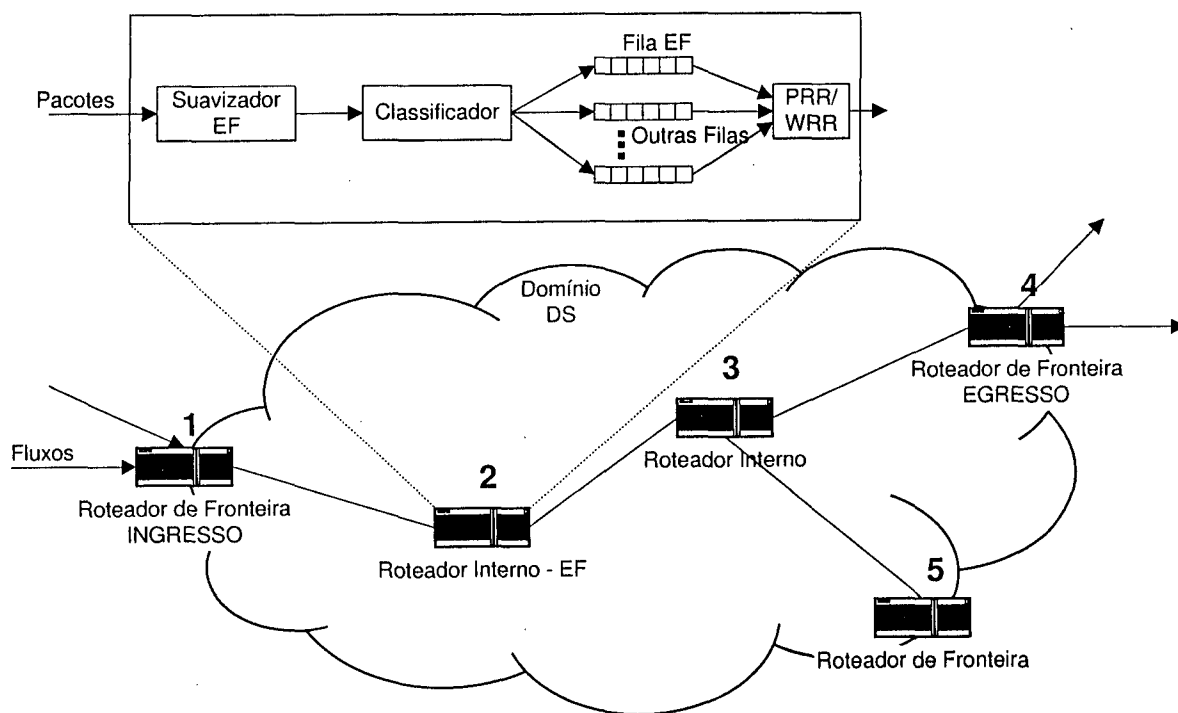 Fila EF
Pacotes
Suavizador
EF
Classificador
PRR/
WRR
Outras Filas
Domínio
DS
4
Roteador de Fronteira
EGRESSO
3
Roteador Interno
1
Fluxos
Roteador de Fronteira
INGRESSO
2
Roteador Interno - EF
5
Roteador de Fronteira